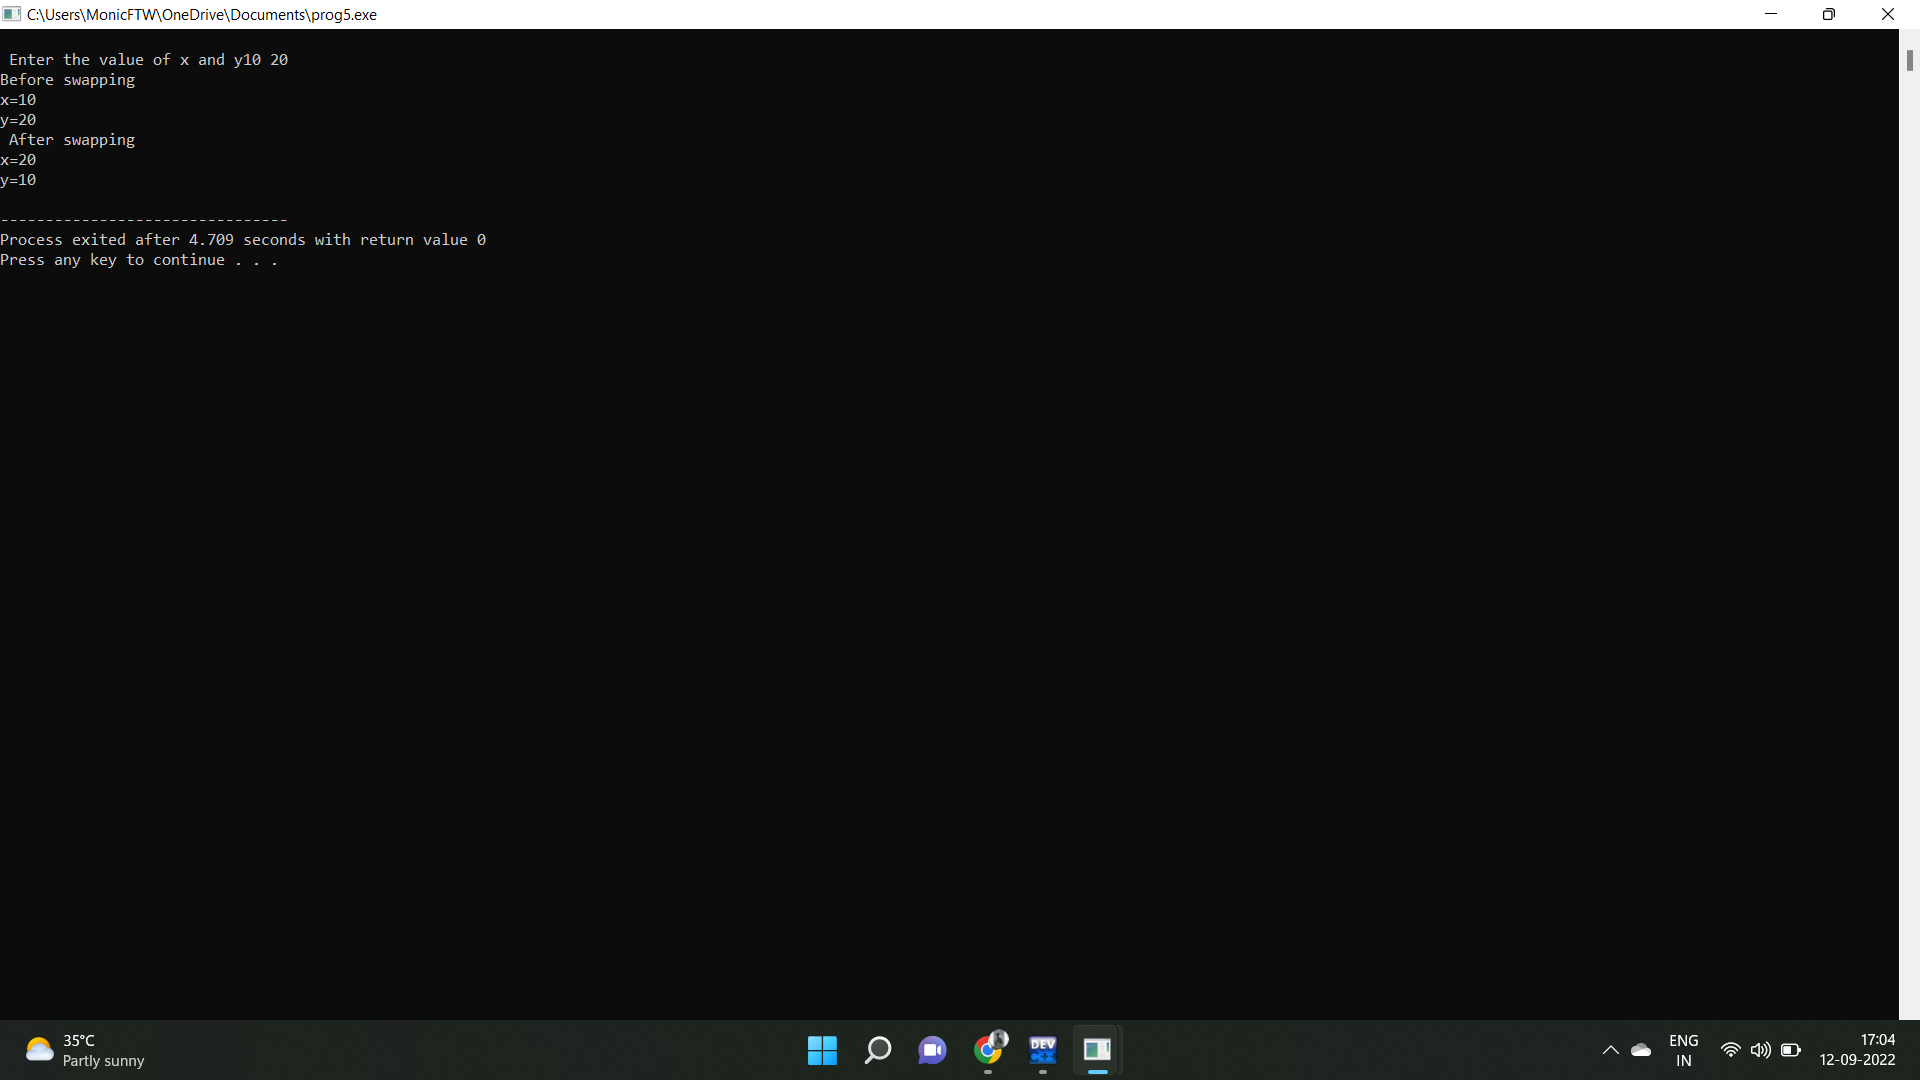 C:\Users\MonicFTW\OneDrive\Documents\prog5.exe
Enter the value of x and y10 20
Before swapping
x=10
y=20
After swapping
x=20
y=10
--------------------------------
Process exited after 4.709 seconds with return value 0
Press any key to continue . . .
35°C
Partly sunny
DEV
C++
ENG
IN
17:04
12-09-2022